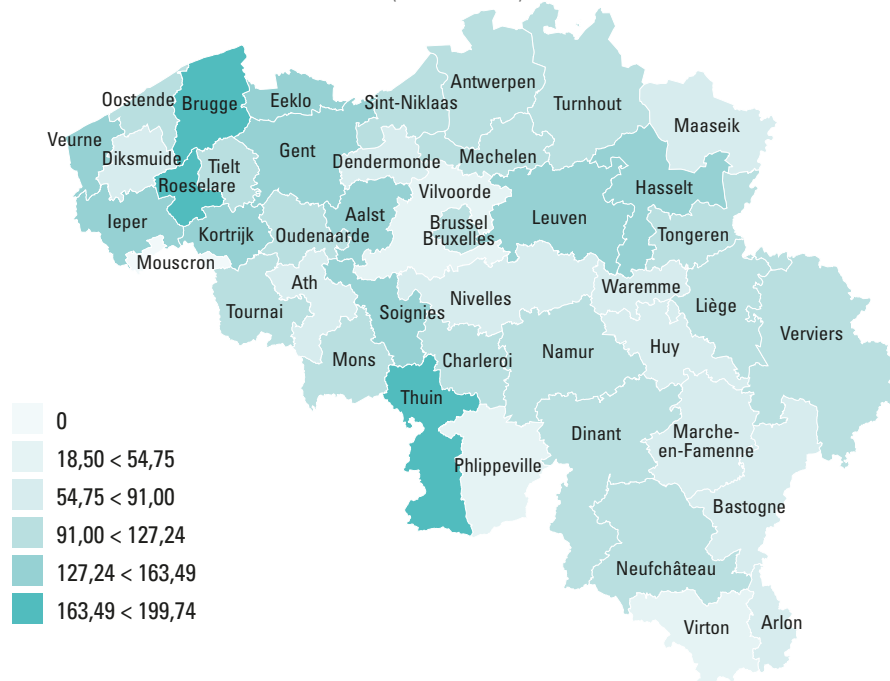 Antwerpen
Oostende
Brugge
Eeklo
Sint-Niklaas
Turnhout
Maaseik
Veurne
Diksmuide
Tielt
Gent
Dendermonde
Mechelen
Roeselare
Vilvoorde
Hasselt
Ieper
Kortrijk
Oudenaarde
Aalst
Brussel
Bruxelles
Leuven
Tongeren
Mouscron
Ath
Nivelles
Waremme
Tournai
Soignies
Liège
Verviers
Mons
Charleroi
Namur
Huy
Thuin
Dinant
Marche-
en-Famenne
Phlippeville
Bastogne
Neufchâteau
Virton
Arlon
0
18,50 < 54,75
54,75 < 91,00
91,00 < 127,24
127,24 < 163,49
163,49 < 199,74